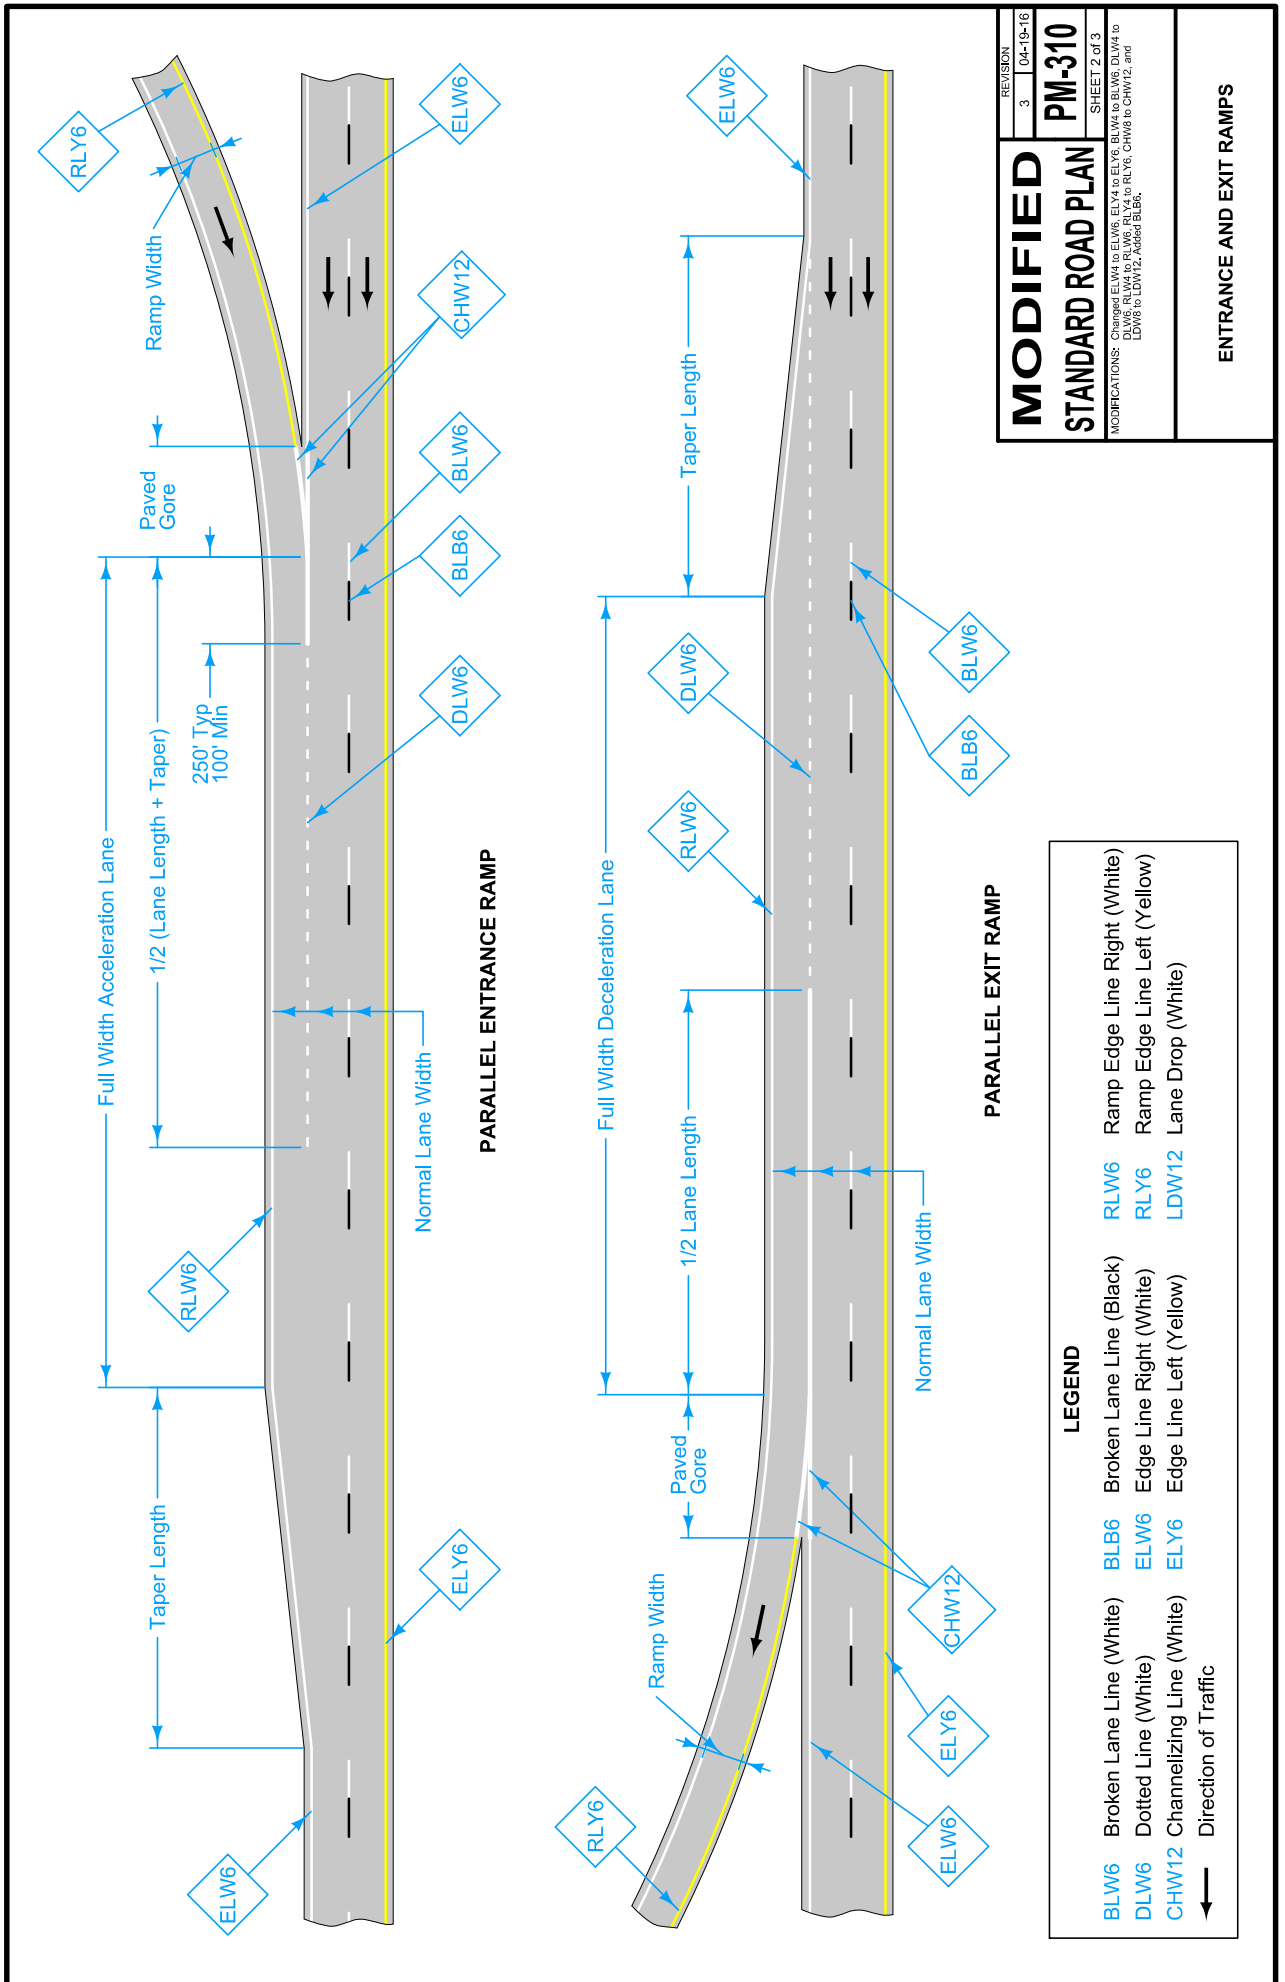 RLY6
Ramp Width
Paved
Gore
Full Width Acceleration Lane
1/2 (Lane Length + Taper)
250' Typ
100' Min
Taper Length
RLW6
ELW6
ELW6
CHW12
BLW6
BLB6
DLW6
Normal Lane Width
ELY6
PARALLEL ENTRANCE RAMP
ELW6
Taper Length
DLW6
RLW6
Full Width Deceleration Lane
1/2 Lane Length
Paved
Gore
Ramp Width
RLY6
BLW6
BLB6
Normal Lane Width
CHW12
ELY6
ELW6
PARALLEL EXIT RAMP
LEGEND
BLW6 Broken Lane Line (White)
DLW6 Dotted Line (White)
CHW12 Channelizing Line (White)
Direction of Traffic
BLB6 Broken Lane Line (Black)
ELW6 Edge Line Right (White)
ELY6 Edge Line Left (Yellow)
RLW6 Ramp Edge Line Right (White)
RLY6 Ramp Edge Line Left (Yellow)
LDW12 Lane Drop (White)
MODIFIED
STANDARD ROAD PLAN
REVISION
3 04-19-16
PM-310
SHEET 2 of 3
MODIFICATIONS: Changed ELW4 to ELW6, ELY4 to ELY6, BLW4 to BLW6, DLW4 to
DLW6, RLW4 to RLW6, RLY4 to RLY6, CHW8 to CHW12, and
LDW8 to LDW12. Added BLB6.
ENTRANCE AND EXIT RAMPS